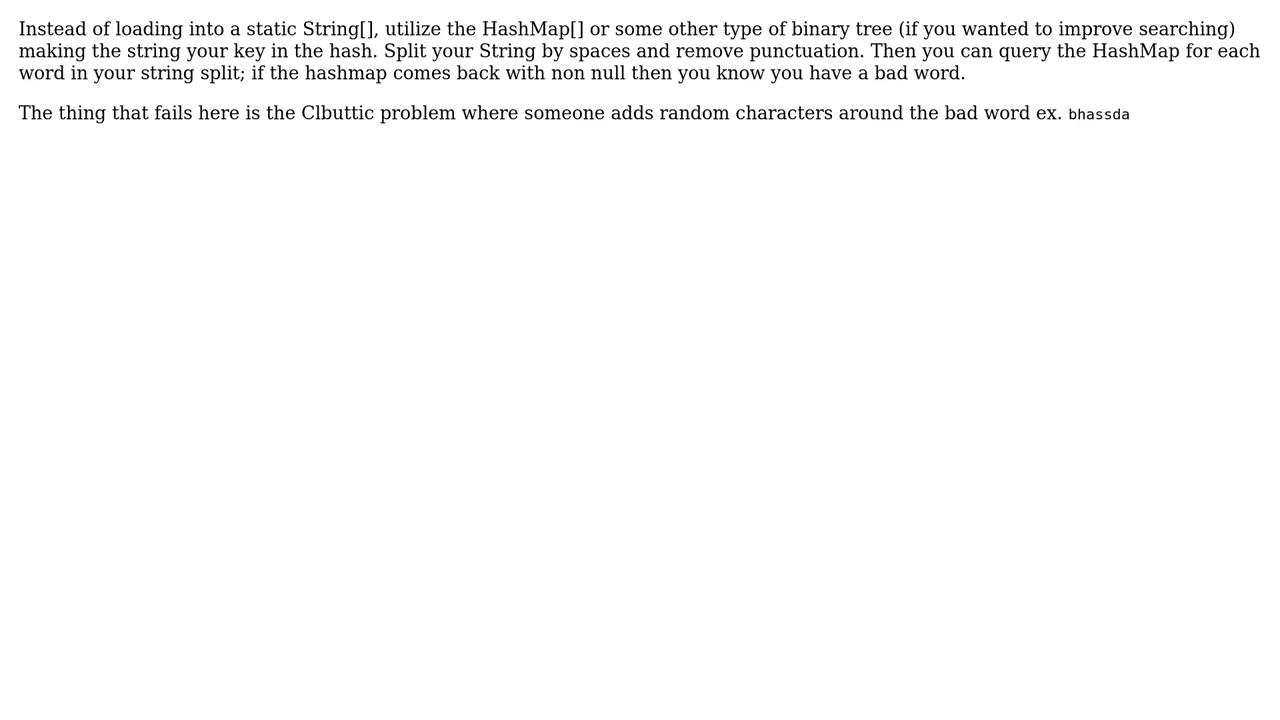 Instead of loading into a static String[], utilize the HashMap[] or some other type of binary tree (if you wanted to improve searching)
making the string your key in the hash. Split your String by spaces and remove punctuation. Then you can query the HashMap for each
word in your string split; if the hashmap comes back with non null then you know you have a bad word.
The thing that fails here is the Clbuttic problem where someone adds random characters around the bad word ex. bhassda